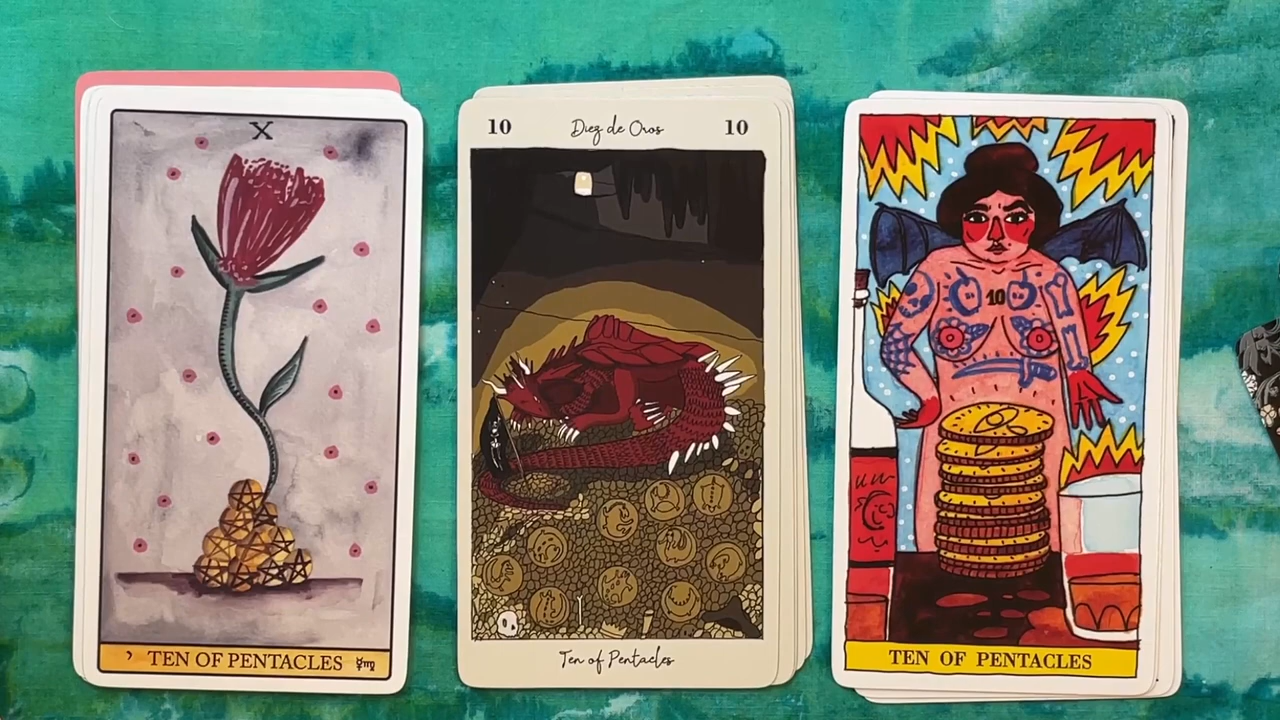 X
TEN OF PENTACLES ☿♍
10 Diez de Oros 10
Ten of Pentacles
10
TEN OF PENTACLES